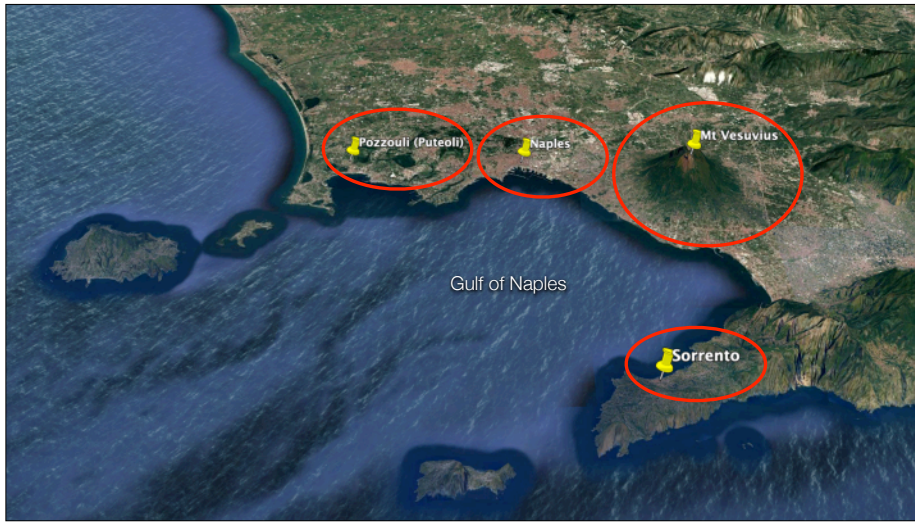 Mt Vesuvius
Pozzouli (Puteoli)
Naples
Gulf of Naples
Sorrento